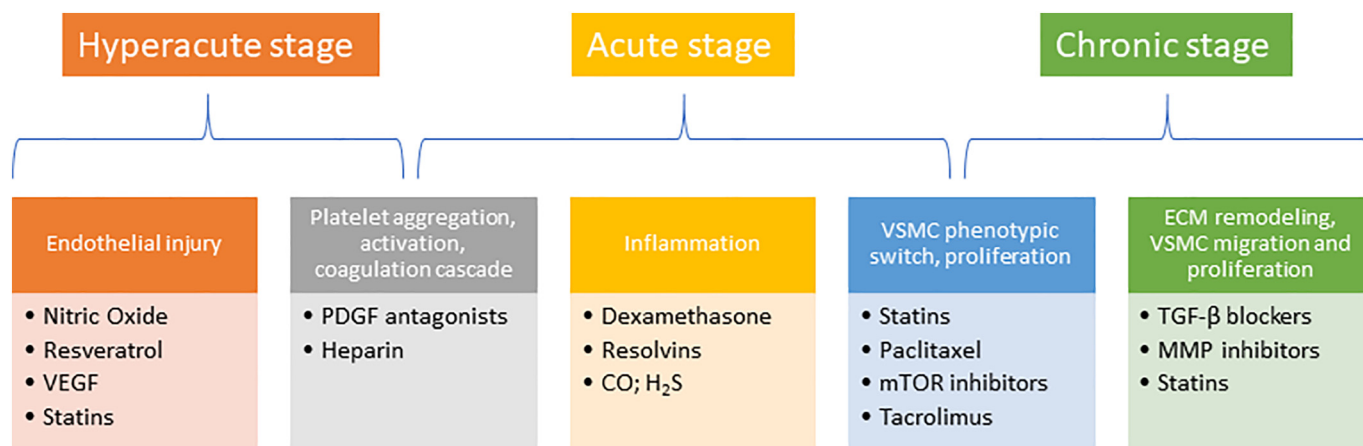 Hyperacute stage
Acute stage
Chronic stage
Endothelial injury
• Nitric Oxide
• Resveratrol
• VEGF
• Statins
Platelet aggregation,
activation,
coagulation cascade
• PDGF antagonists
• Heparin
Inflammation
• Dexamethasone
• Resolvins
• CO; H₂S
VSMC phenotypic
switch, proliferation
• Statins
• Paclitaxel
• mTOR inhibitors
• Tacrolimus
ECM remodeling,
VSMC migration and
proliferation
• TGF-β blockers
• MMP inhibitors
• Statins